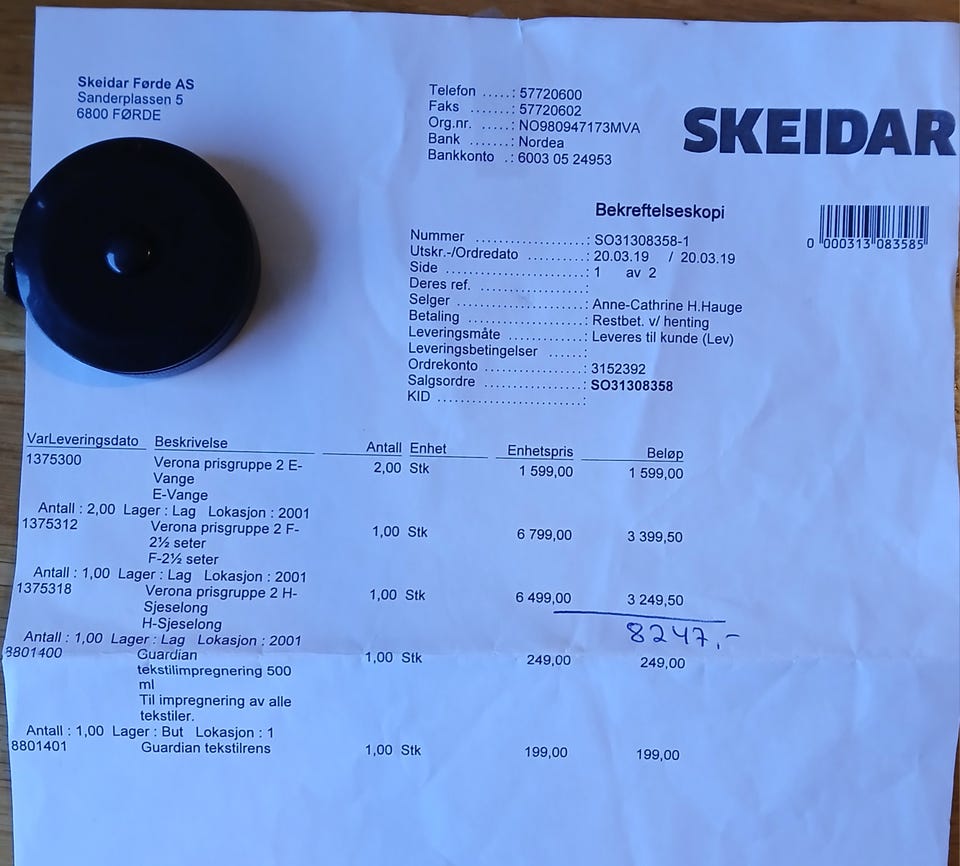 Skeidar Førde AS
Sanderplassen 5
6800 FØRDE
Telefon .....: 57720600
Faks .......: 57720602
Org.nr. .....: NO980947173MVA
Bank .......: Nordea
Bankkonto .: 6003 05 24953
SKEIDAR
Bekreftelseskopi
0 000313 083585
Nummer ...................: SO31308358-1
Utskr.-/Ordredato ..........: 20.03.19 / 20.03.19
Side .........................: 1 av 2
Deres ref. ...................:
Selger .......................: Anne-Cathrine H.Hauge
Betaling .....................: Restbet. v/ henting
Leveringsmåte ............: Leveres til kunde (Lev)
Leveringsbetingelser ......:
Ordrekonto ................: 3152392
Salgsordre .................: SO31308358
KID ..........................:
VarLeveringsdato Beskrivelse Antall Enhet Enhetspris Beløp
1375300 Verona prisgruppe 2 E- 2,00 Stk 1 599,00 1 599,00
Vange
E-Vange
Antall : 2,00 Lager : Lag Lokasjon : 2001
1375312 Verona prisgruppe 2 F- 1,00 Stk 6 799,00 3 399,50
2½ seter
F-2½ seter
Antall : 1,00 Lager : Lag Lokasjon : 2001
1375318 Verona prisgruppe 2 H- 1,00 Stk 6 499,00 3 249,50
Sjeselong
H-Sjeselong
8247,-
Antall : 1,00 Lager : Lag Lokasjon : 2001
8801400 Guardian 1,00 Stk 249,00 249,00
tekstilimpregnering 500
ml
Til impregnering av alle
tekstiler.
Antall : 1,00 Lager : But Lokasjon : 1
8801401 Guardian tekstilrens 1,00 Stk 199,00 199,00